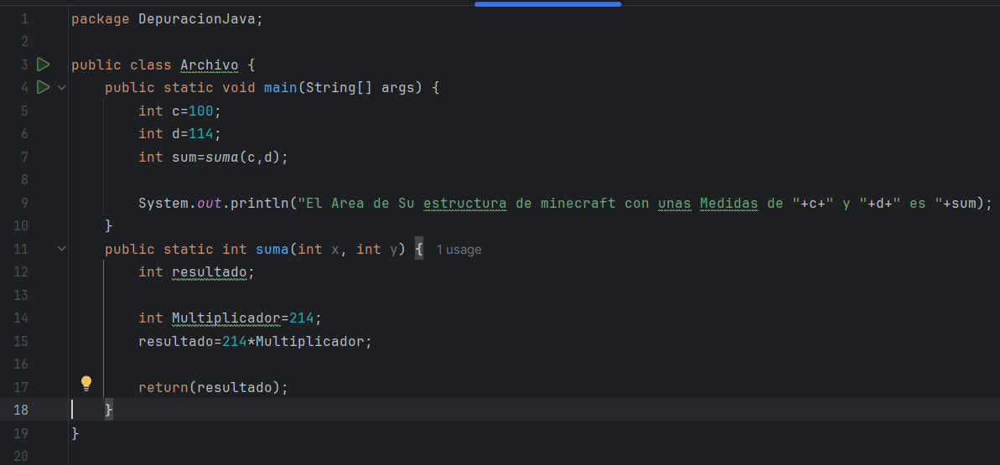 1 package DepuracionJava;
2
3 public class Archivo {
4 public static void main(String[] args) {
5 int c=100;
6 int d=114;
7 int sum=suma(c,d);
8
9 System.out.println("El Area de Su estructura de minecraft con unas Medidas de "+c+" y "+d+" es "+sum);
10 }
11 public static int suma(int x, int y) { 1 usage
12 int resultado;
13
14 int Multiplicador=214;
15 resultado=214*Multiplicador;
16
17 return(resultado);
18 }
19 }
20